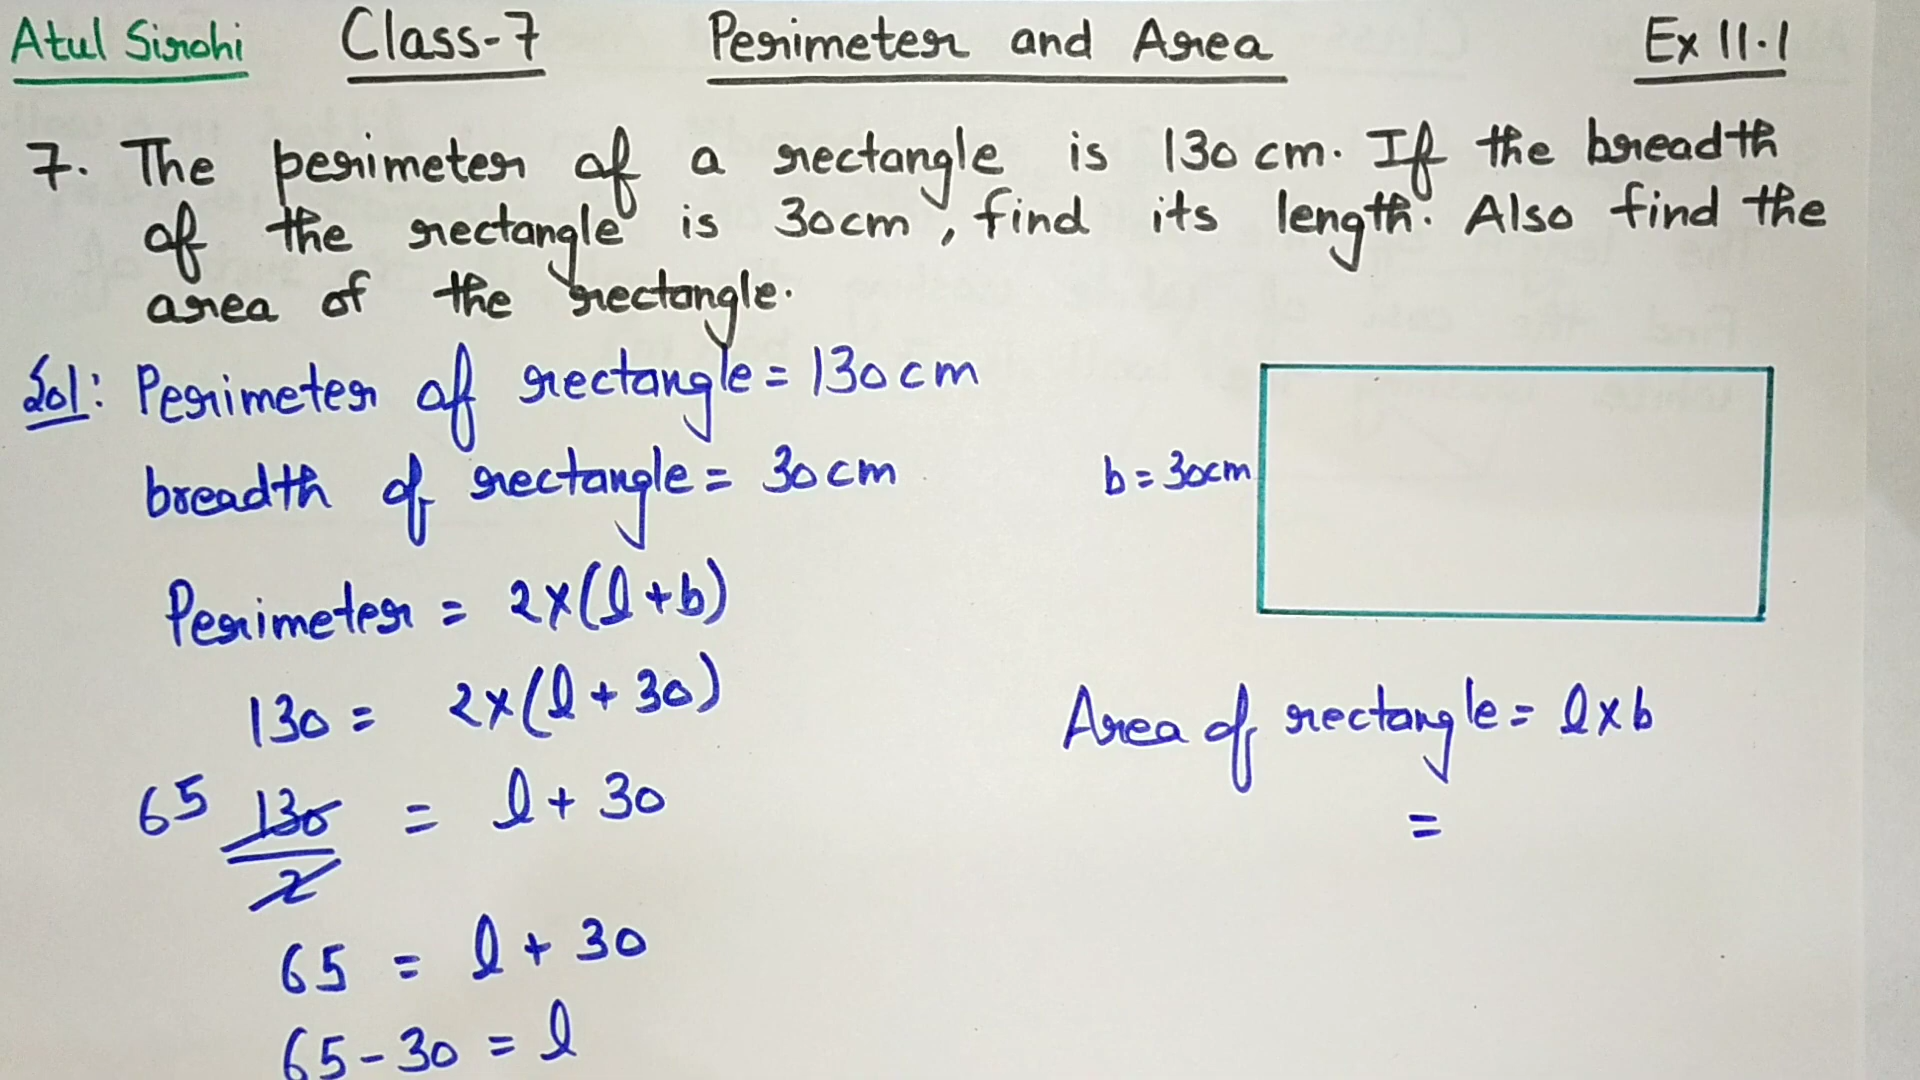 Atul Sirohi Class-7 Perimeter and Area Ex 11.1
7. The perimeter of a rectangle is 130 cm. If the breadth
of the rectangle is 30cm, find its length. Also find the
area of the rectangle.
Sol: Perimeter of rectangle = 130 cm
breadth of rectangle = 30 cm
b = 30cm
Perimeter = 2×(l+b)
130 = 2×(l+30)
65 130/2 = l+30
65 = l+30
65-30 = l
Area of rectangle = l×b
=